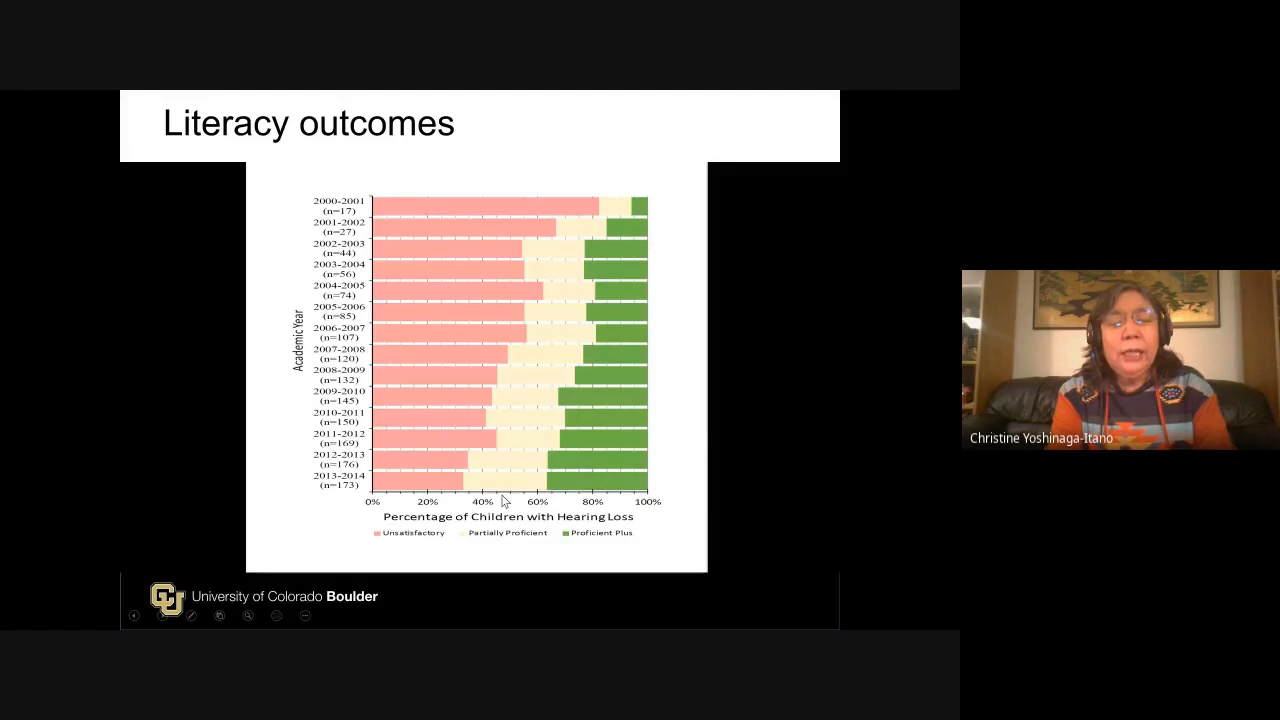 Literacy outcomes
Academic Year
2000-2001
(n=17)
2001-2002
(n=27)
2002-2003
(n=44)
2003-2004
(n=56)
2004-2005
(n=74)
2005-2006
(n=85)
2006-2007
(n=107)
2007-2008
(n=120)
2008-2009
(n=132)
2009-2010
(n=145)
2010-2011
(n=150)
2011-2012
(n=169)
2012-2013
(n=176)
2013-2014
(n=173)
0% 20% 40% 60% 80% 100%
Percentage of Children with Hearing Loss
Unsatisfactory Partially Proficient Proficient Plus
CU University of Colorado Boulder
Christine Yoshinaga-Itano